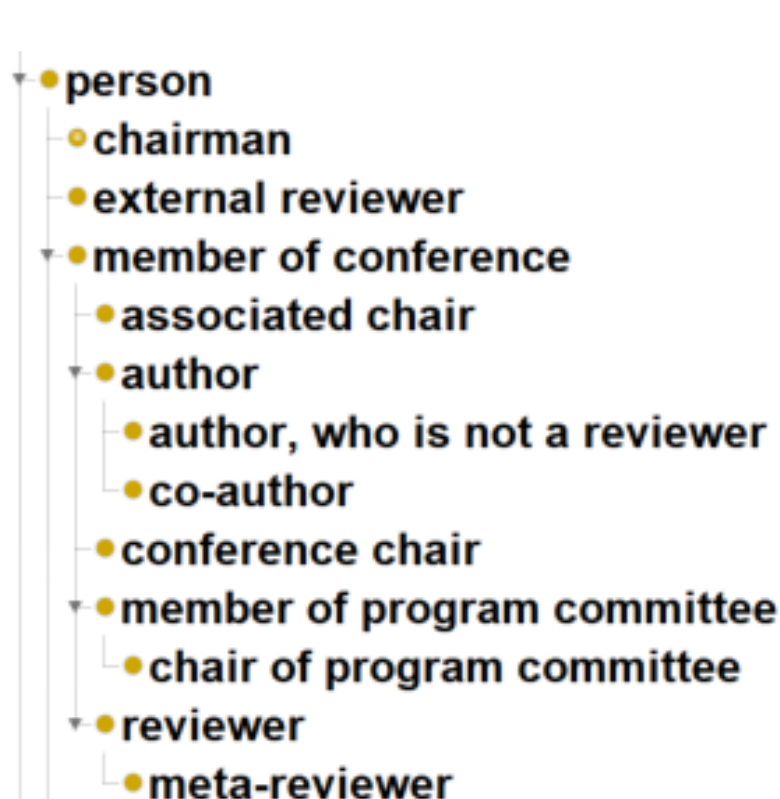 person
chairman
external reviewer
member of conference
associated chair
author
author, who is not a reviewer
co-author
conference chair
member of program committee
chair of program committee
reviewer
meta-reviewer